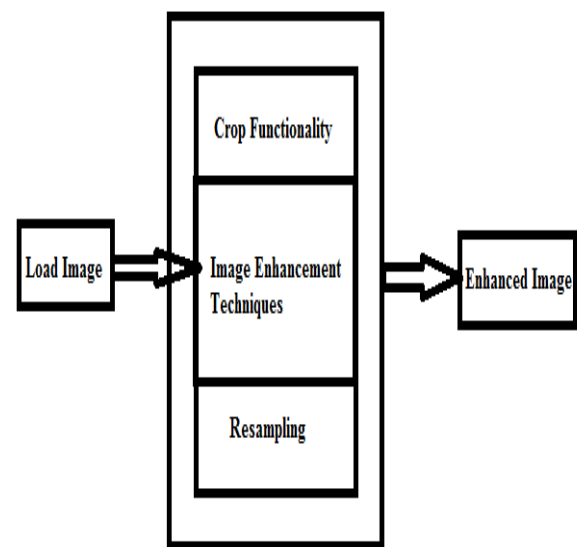 Crop Functionality
Load Image
Image Enhancement
Techniques
Enhanced Image
Resampling